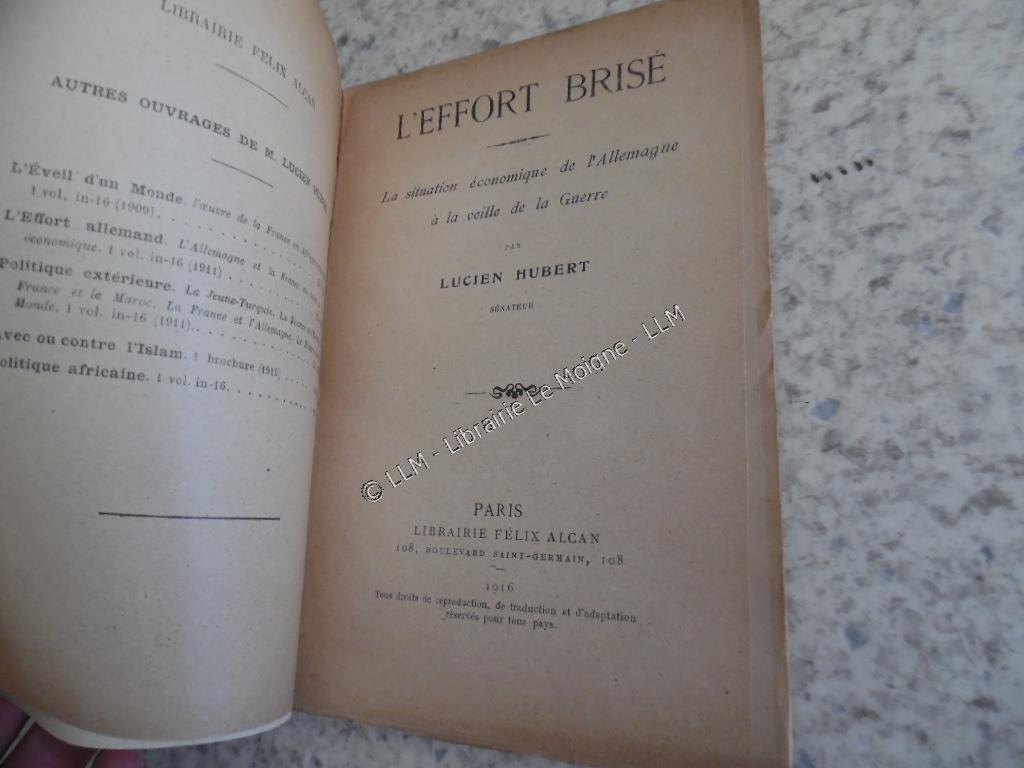 LIBRAIRIE FÉLIX ALCAN
AUTRES OUVRAGES DE M. LUCIEN
L'Éveil d'un Monde. l'œuvre de la France en
1 vol. in-16 (1909).
L'Effort allemand. L'Allemagne et la France
économique. 1 vol. in-16 (1911)
Politique extérieure. La Jeune-Turquie. La
France et le Maroc. La France et l'Allemagne.
Monde. 1 vol. in-16 (1911).
avec ou contre l'Islam. 1 brochure
politique africaine. 1 vol. in-16.
L'EFFORT BRISÉ
La situation économique de l'Allemagne
à la veille de la Guerre
PAR
LUCIEN HUBERT
SÉNATEUR
© LLM - Librairie Le Moigne - LLM
PARIS
LIBRAIRIE FÉLIX ALCAN
108, BOULEVARD SAINT-GERMAIN, 108
1916
Tous droits de reproduction, de traduction et d'adaptation
réservés pour tous pays.